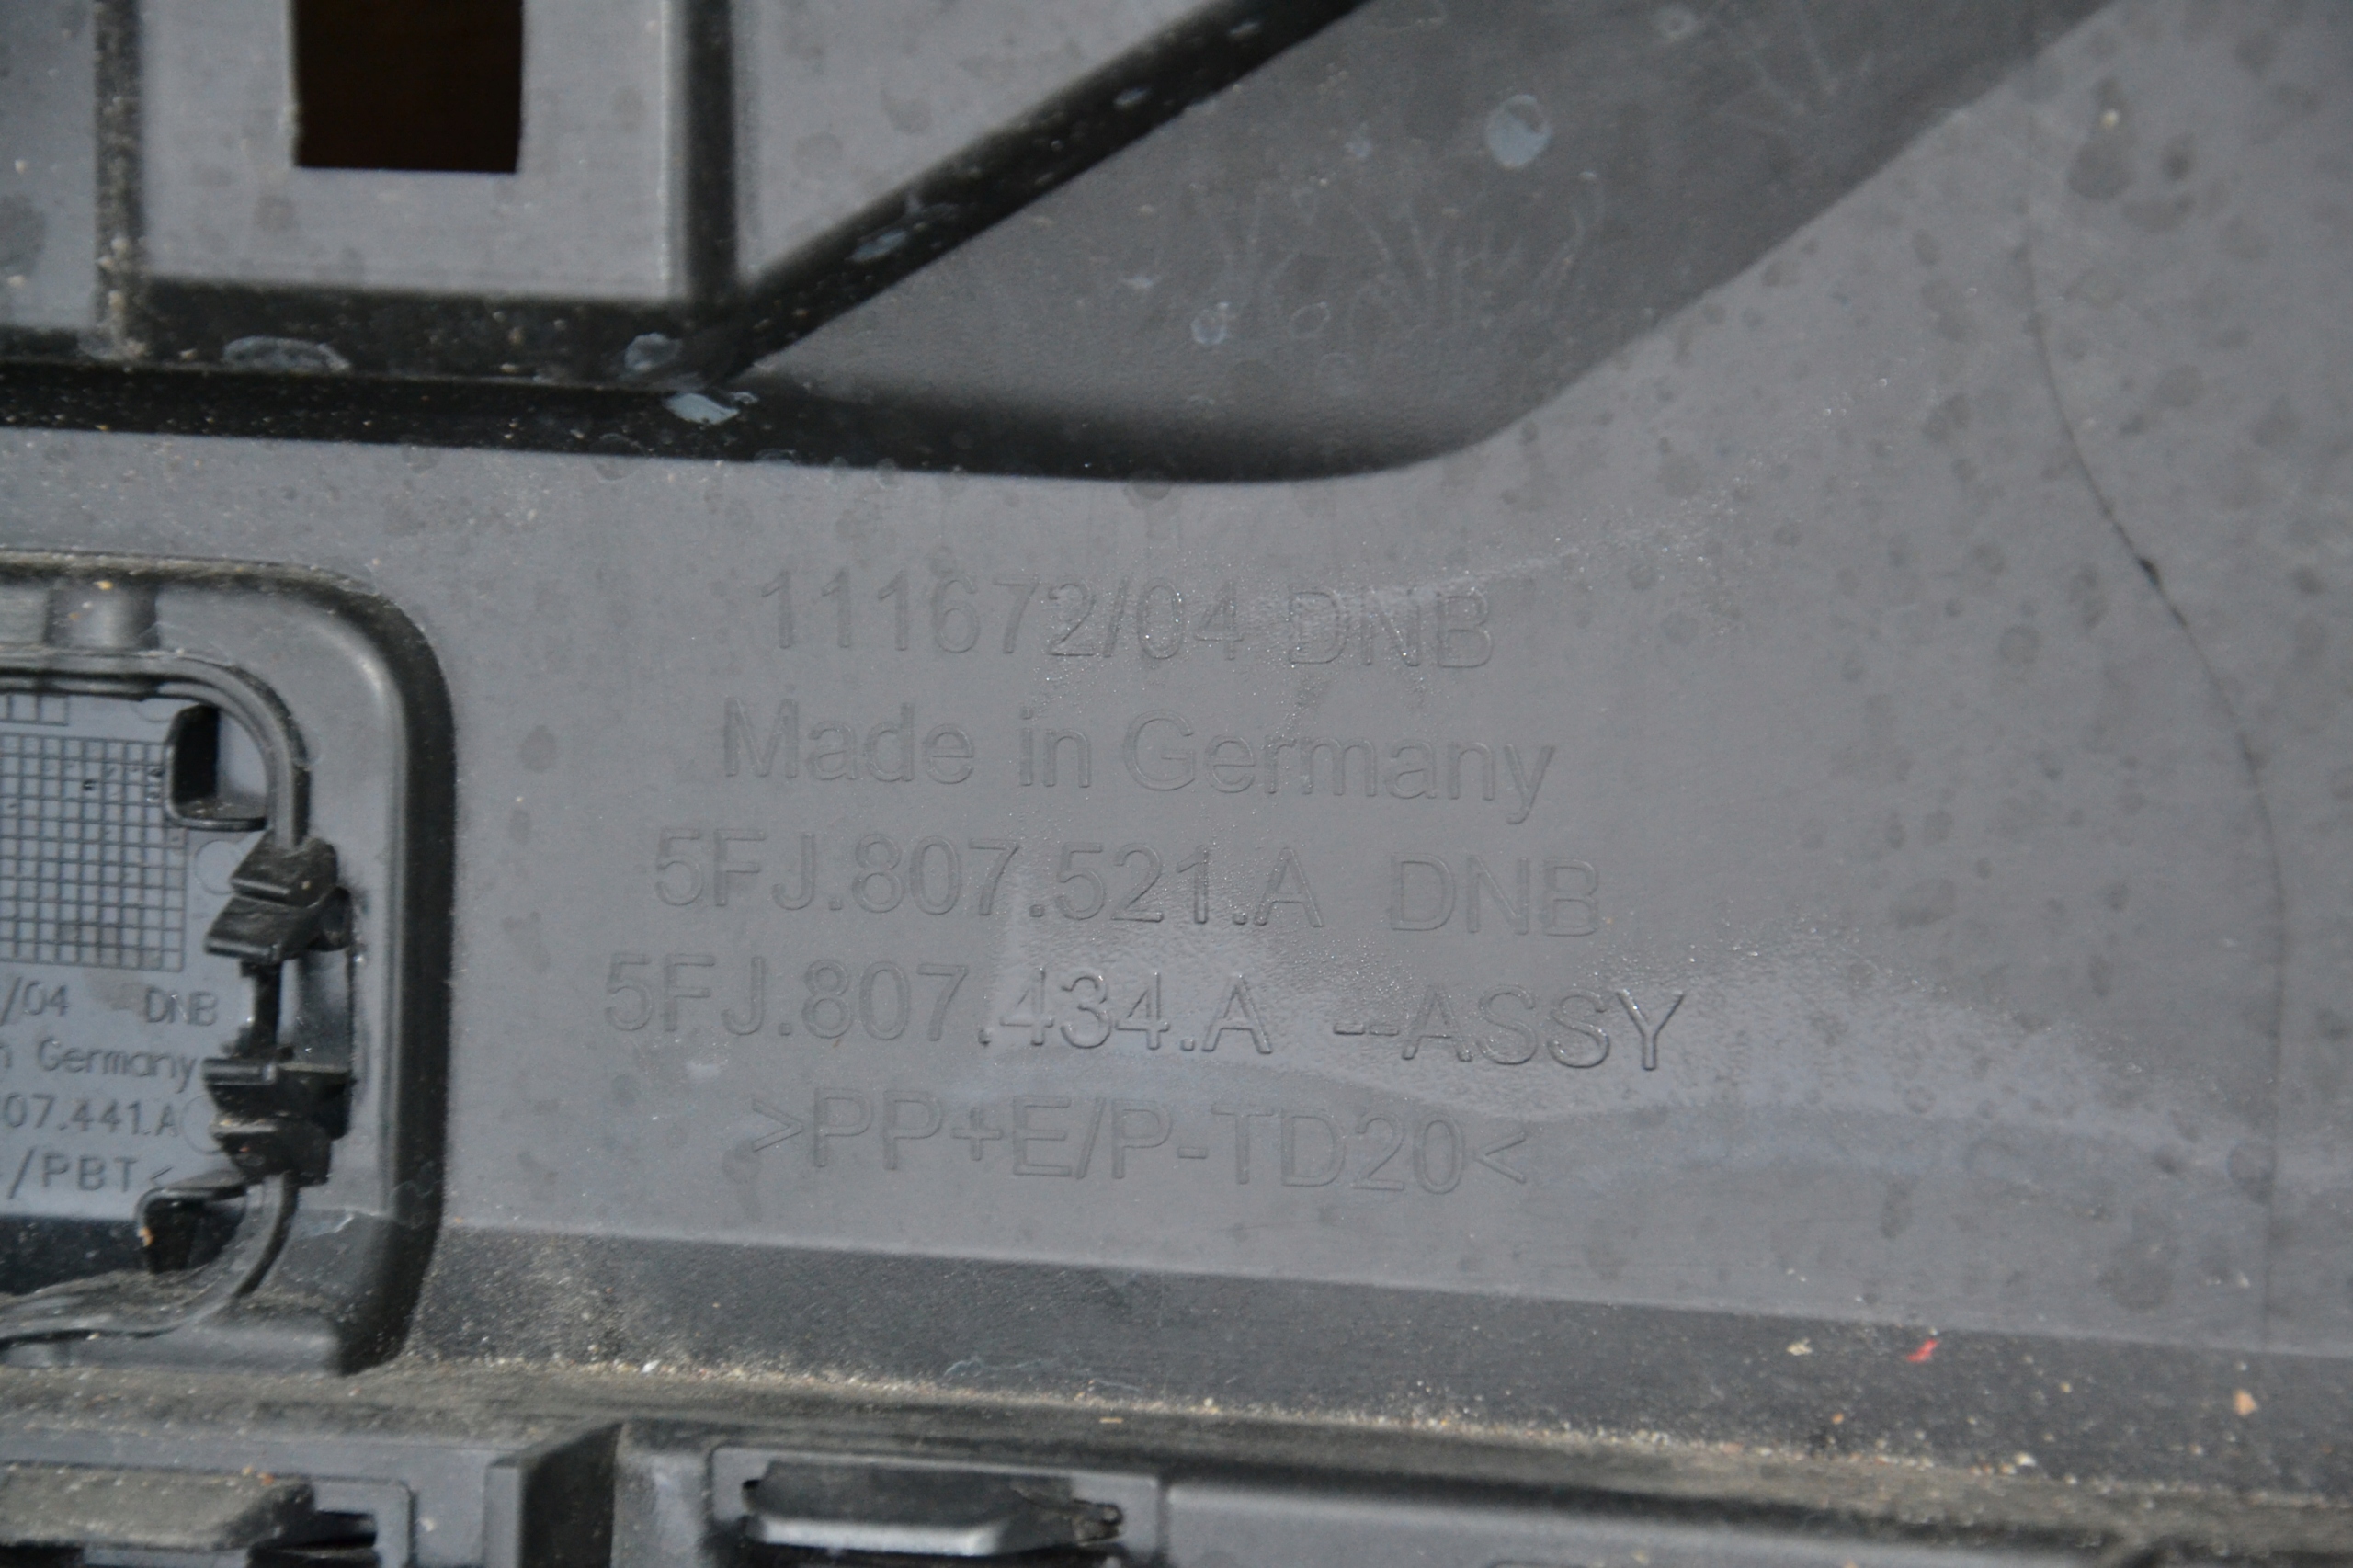 111672/04 DNB
Made in Germany
5FJ.807.521.A DNB
5FJ.807.434.A --ASSY
>PP+E/P-TD20<
/04 DNB
Germany
07.441.A
/PBT<